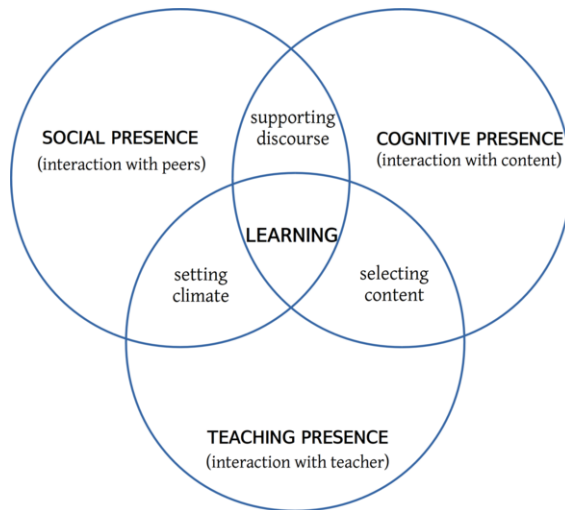 supporting
discourse
SOCIAL PRESENCE
(interaction with peers)
COGNITIVE PRESENCE
(interaction with content)
LEARNING
setting
climate
selecting
content
TEACHING PRESENCE
(interaction with teacher)